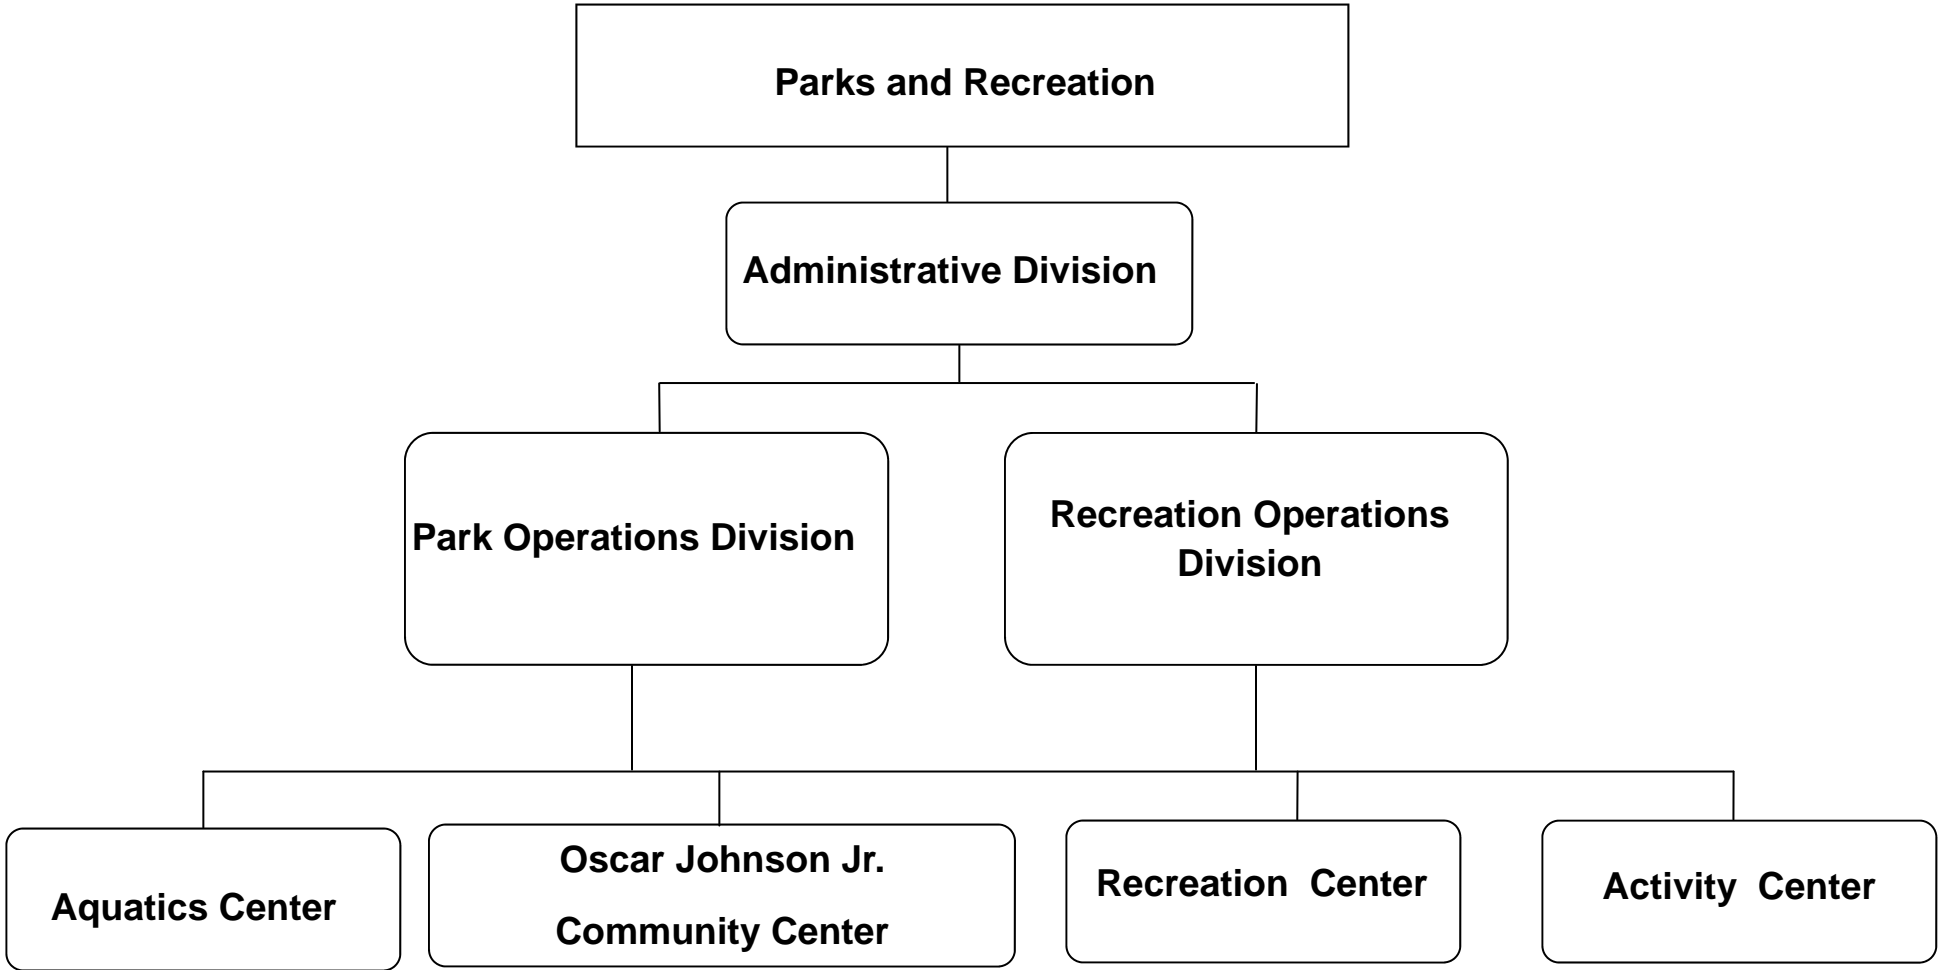 Parks and Recreation
Administrative Division
Park Operations Division
Recreation Operations
Division
Aquatics Center
Oscar Johnson Jr.
Community Center
Recreation  Center
Activity  Center